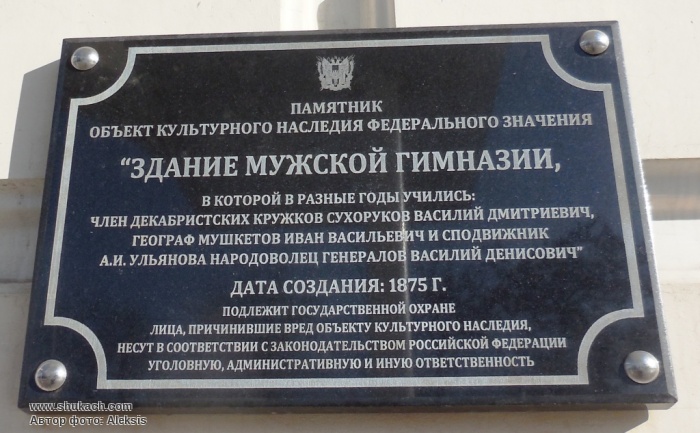 ПАМЯТНИК
ОБЪЕКТ КУЛЬТУРНОГО НАСЛЕДИЯ ФЕДЕРАЛЬНОГО ЗНАЧЕНИЯ
“ЗДАНИЕ МУЖСКОЙ ГИМНАЗИИ,
В КОТОРОЙ В РАЗНЫЕ ГОДЫ УЧИЛИСЬ:
ЧЛЕН ДЕКАБРИСТСКИХ КРУЖКОВ СУХОРУКОВ ВАСИЛИЙ ДМИТРИЕВИЧ,
ГЕОГРАФ МУШКЕТОВ ИВАН ВАСИЛЬЕВИЧ И СПОДВИЖНИК
А.И. УЛЬЯНОВА НАРОДОВОЛЕЦ ГЕНЕРАЛОВ ВАСИЛИЙ ДЕНИСОВИЧ”
ДАТА СОЗДАНИЯ: 1875 Г.
ПОДЛЕЖИТ ГОСУДАРСТВЕННОЙ ОХРАНЕ
ЛИЦА, ПРИЧИНИВШИЕ ВРЕД ОБЪЕКТУ КУЛЬТУРНОГО НАСЛЕДИЯ,
НЕСУТ В СООТВЕТСТВИИ С ЗАКОНОДАТЕЛЬСТВОМ РОССИЙСКОЙ ФЕДЕРАЦИИ
УГОЛОВНУЮ, АДМИНИСТРАТИВНУЮ И ИНУЮ ОТВЕТСТВЕННОСТЬ
www.shukach.com
Автор фото: Aleksis